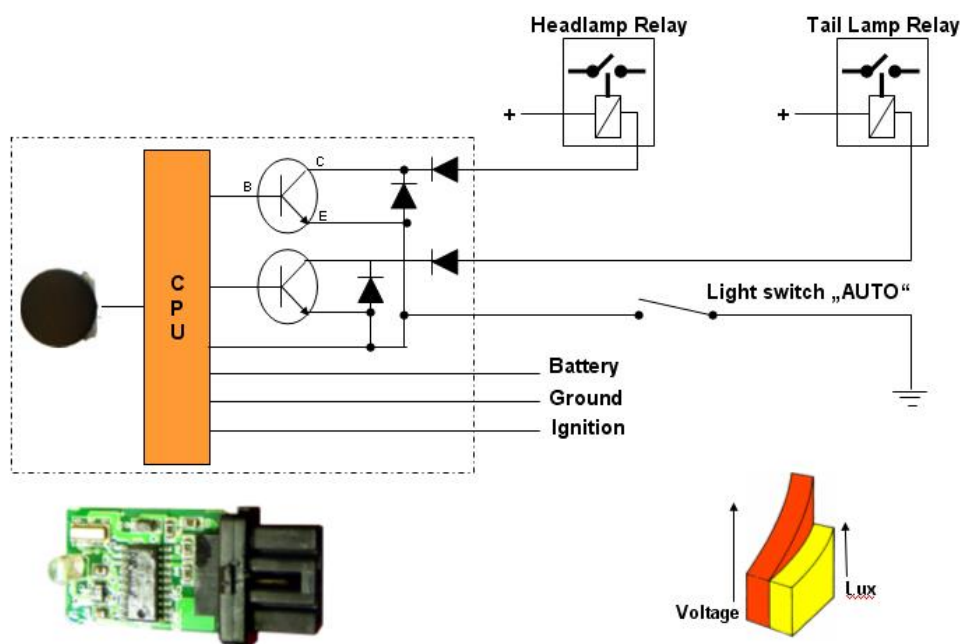 Headlamp Relay
Tail Lamp Relay
+
+
C
B
E
C
P
U
Light switch „AUTO“
Battery
Ground
Ignition
Voltage
Lux